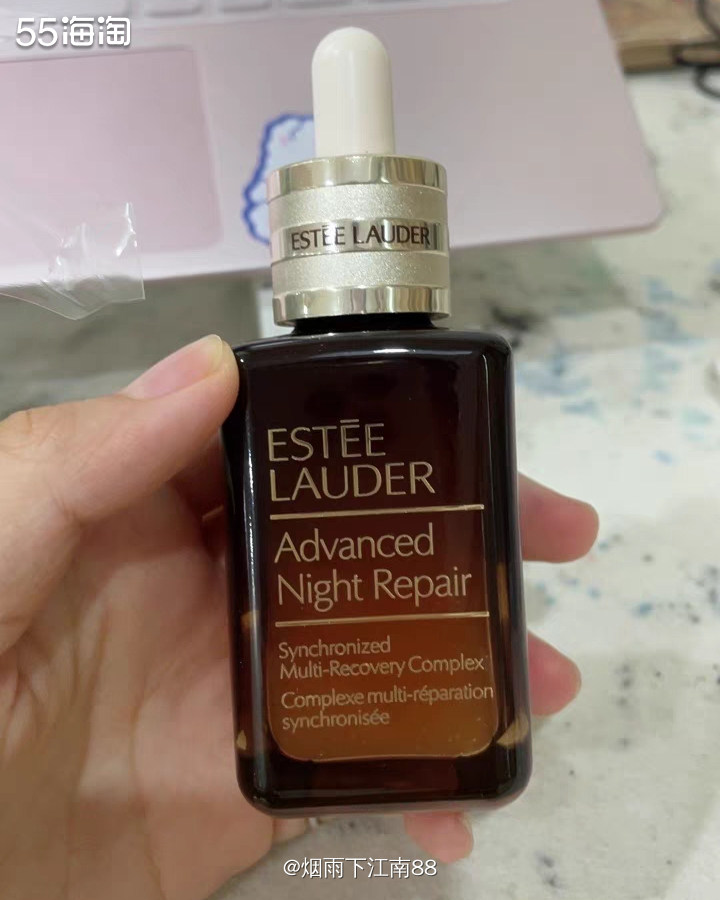 55海淘
ESTĒE LAUDER
ESTĒE
LAUDER
Advanced
Night Repair
Synchronized
Multi-Recovery Complex
Complexe multi-réparation
synchronisée
@烟雨下江南88